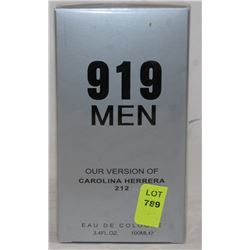 919
MEN
OUR VERSION OF
CAROLINA HERRERA
212
LOT
789
EAU DE COLOGNE
3.4FL.OZ. 100ML℮